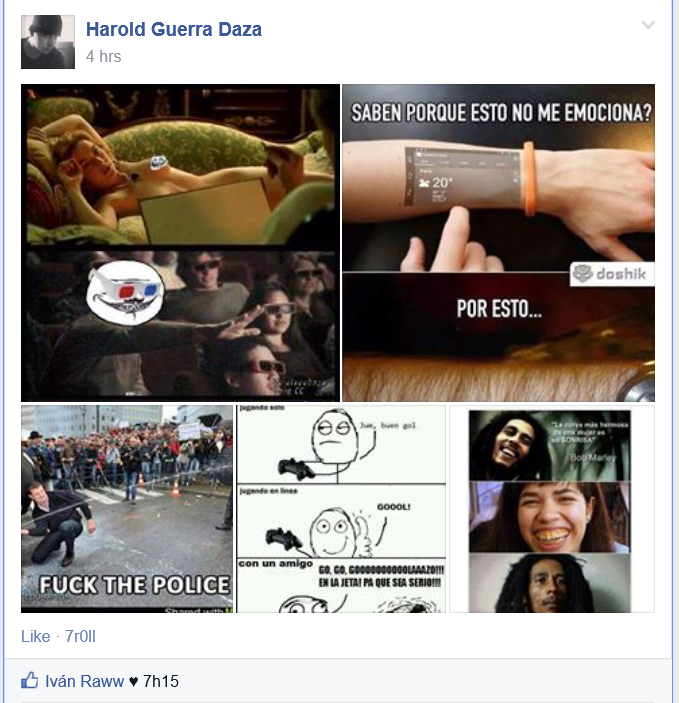 Harold Guerra Daza
4 hrs
SABEN PORQUE ESTO NO ME EMOCIONA?
20°
doshik
POR ESTO...
FUCK THE POLICE
Shared with
jugando solo
Jum, buen gol
jugando en linea
GOOOL!
con un amigo
GO, GO, GOOOOOOOOOLAAAZO!!!
EN LA JETA! PA QUE SEA SERIO!!!
"La curva más hermosa
de una mujer es
su SONRISA"
Bob Marley
Like · 7r0ll
Iván Raww ♥ 7h15